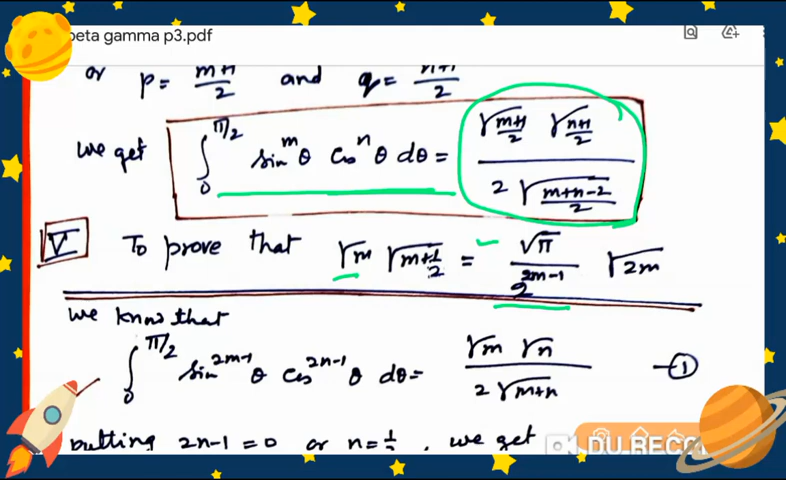 beta gamma p3.pdf
or p = m+1/2 and q = n+1/2
we get ∫₀^π/2 sin^m θ cos^n θ dθ = Γ(m+1/2) Γ(n+1/2) / 2 Γ(m+n-2/2)
V To prove that Γm Γm+1/2 = √π / 2^2m-1 Γ2m
we know that
∫₀^π/2 sin^2m-1 θ cos^2n-1 θ dθ = Γm Γn / 2 Γm+n —①
putting 2n-1 = 0 or n = 1/2, we get
DU RECO